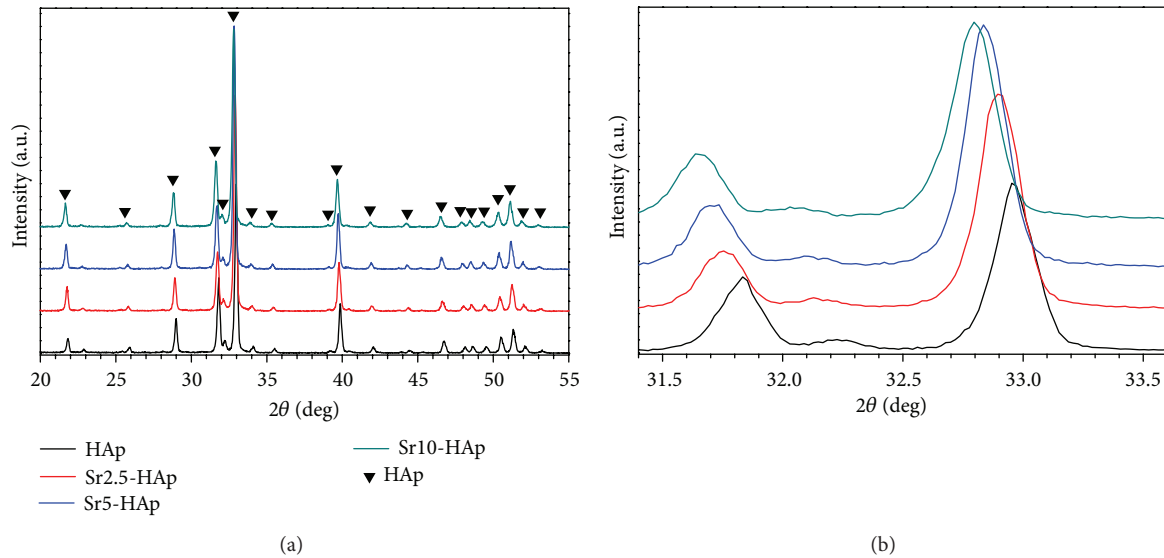 Intensity (a.u.)
20 25 30 35 40 45 50 55
2θ (deg)
HAp
Sr2.5-HAp
Sr5-HAp
Sr10-HAp
HAp
(a)
Intensity (a.u.)
31.5 32.0 32.5 33.0 33.5
2θ (deg)
(b)